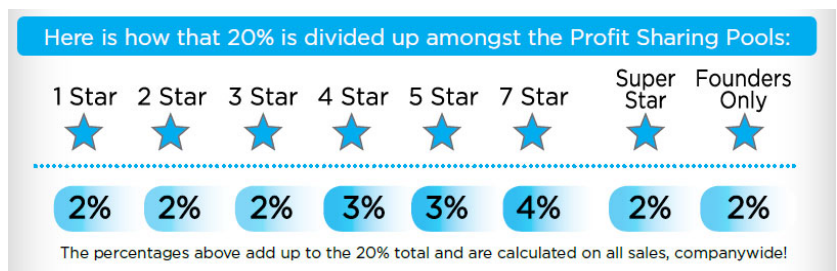 Here is how that 20% is divided up amongst the Profit Sharing Pools:
1 Star 2 Star 3 Star 4 Star 5 Star 7 Star Super Star Founders Only
2% 2% 2% 3% 3% 4% 2% 2%
The percentages above add up to the 20% total and are calculated on all sales, companywide!